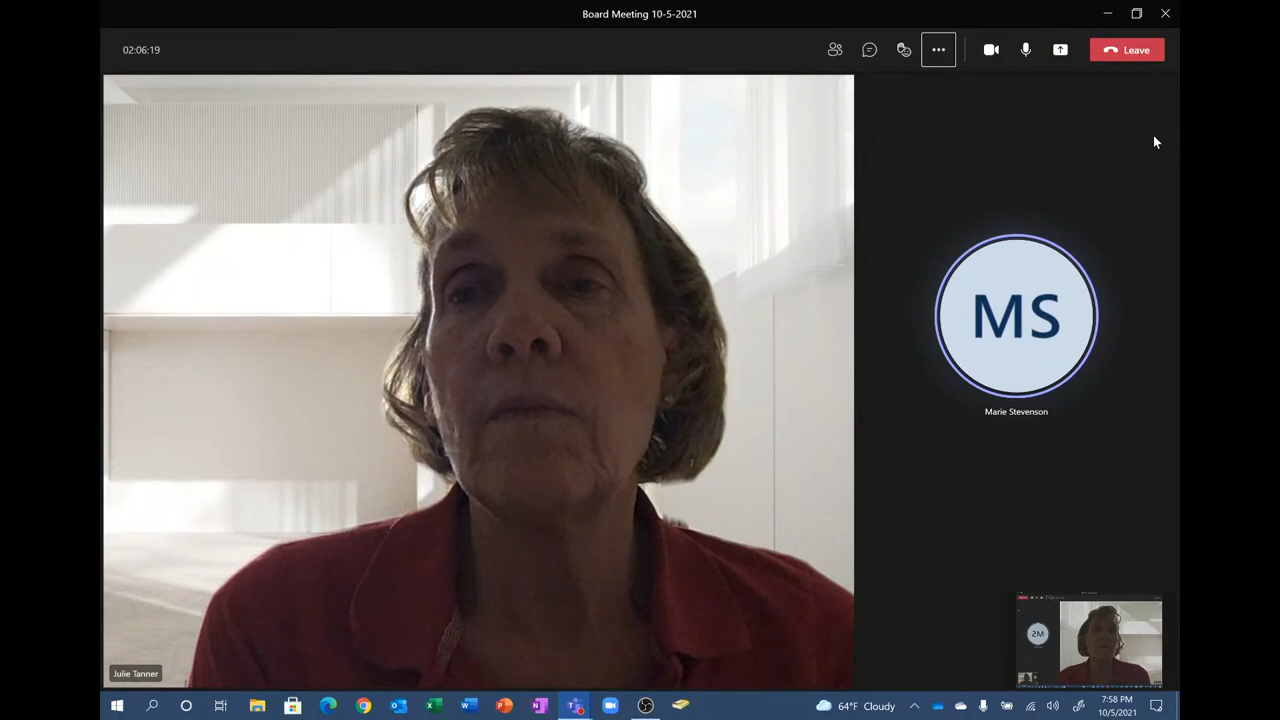 Board Meeting 10-5-2021
02:06:19
Leave
MS
Marie Stevenson
2M
Julie Tanner
64°F Cloudy
7:58 PM
10/5/2021